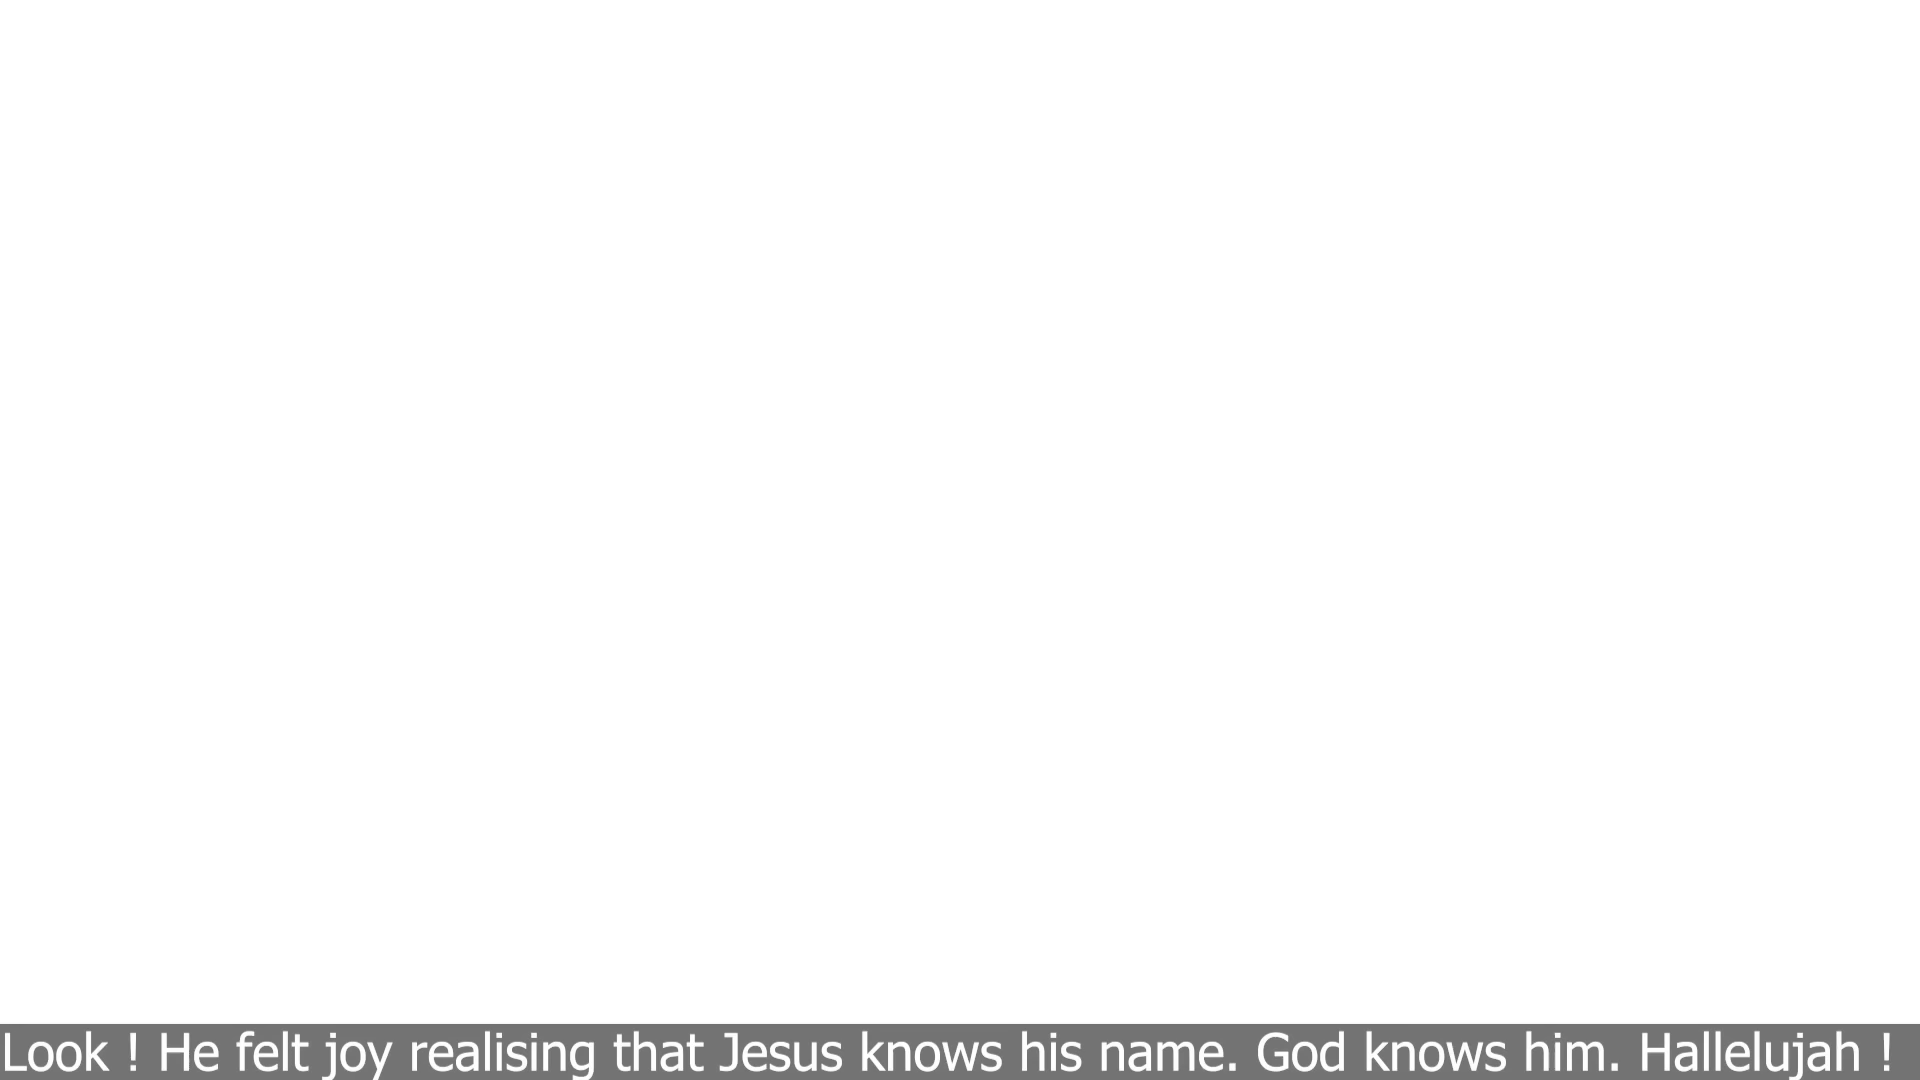 Look ! He felt joy realising that Jesus knows his name. God knows him. Hallelujah !